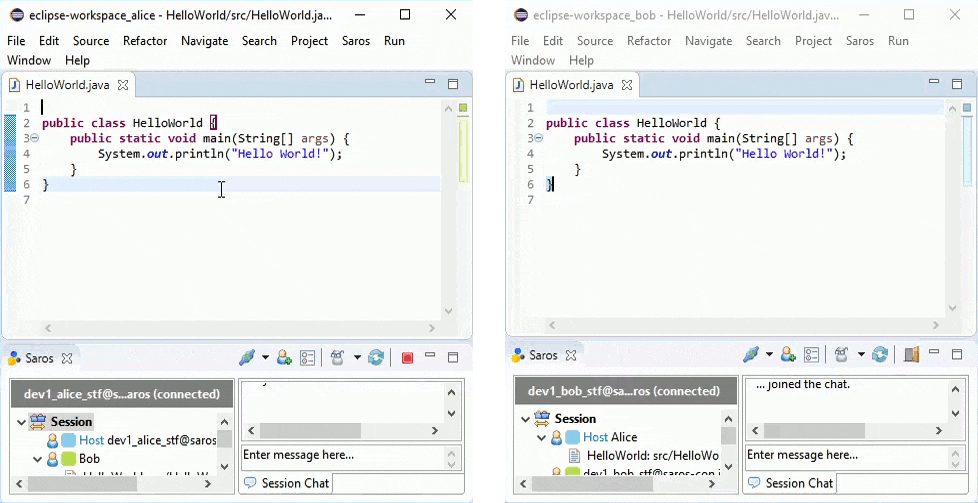 eclipse-workspace_alice - HelloWorld/src/HelloWorld.ja...
File Edit Source Refactor Navigate Search Project Saros Run
Window Help
HelloWorld.java
1
2 public class HelloWorld {
3 public static void main(String[] args) {
4 System.out.println("Hello World!");
5 }
6 }
7
Saros
dev1_alice_stf@s...aros (connected)
Session
Host dev1_alice_stf@saros
Bob
Enter message here...
Session Chat
eclipse-workspace_bob - HelloWorld/src/HelloWorld.jav...
File Edit Source Refactor Navigate Search Project Saros Run
Window Help
HelloWorld.java
1
2 public class HelloWorld {
3 public static void main(String[] args) {
4 System.out.println("Hello World!");
5 }
6 }
7
Saros
dev1_bob_stf@sa...ros (connected)
Session
Host Alice
HelloWorld: src/HelloWo
dev1_bob_stf@saros-con
... joined the chat.
Enter message here...
Session Chat